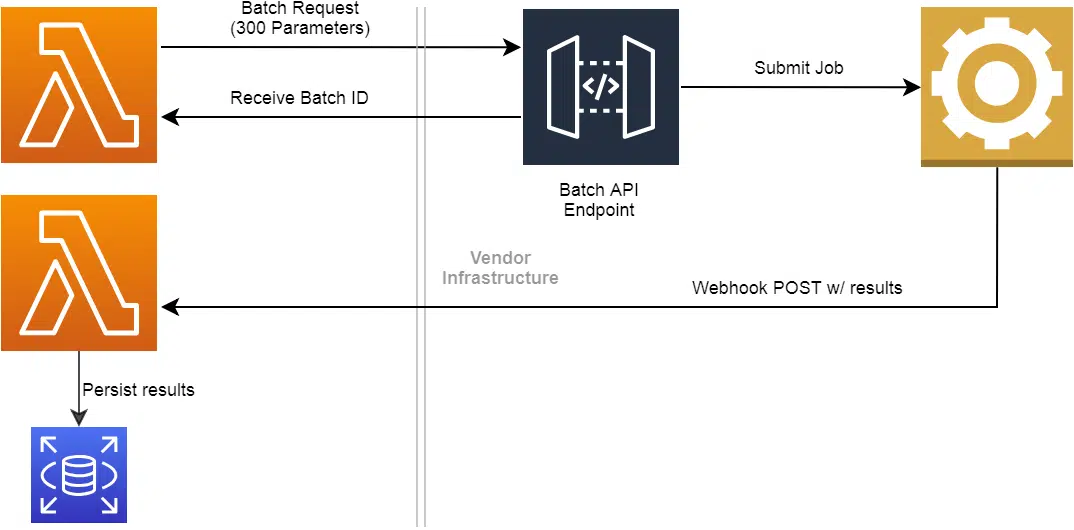 Batch Request
(300 Parameters)
Receive Batch ID
</>
Submit Job
Batch API
Endpoint
Vendor
Infrastructure
Webhook POST w/ results
Persist results